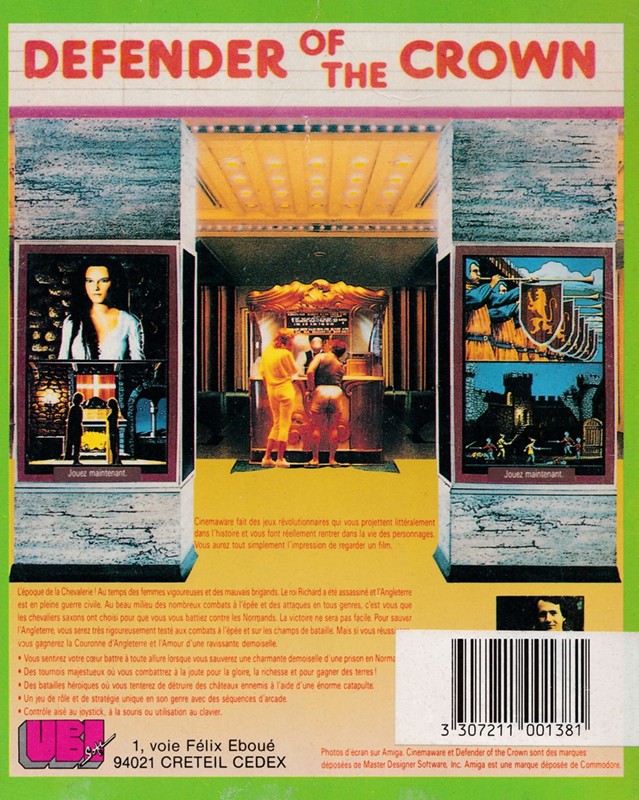 DEFENDER OF THE CROWN
Jouez maintenant.
Jouez maintenant.
Cinemaware fait des jeux révolutionnaires qui vous projettent littéralement
dans l'histoire et vous font réellement rentrer dans la vie des personnages.
Vous aurez tout simplement l'impression de regarder un film.
L'époque de la Chevalerie! Au temps des femmes vigoureuses et des mauvais brigands. Le roi Richard a été assassiné et l'Angleterre
est en pleine guerre civile. Au beau milieu des nombreux combats à l'épée et des attaques en tous genres, c'est vous que
les chevaliers saxons ont choisi pour que vous vous battiez contre les Normands. La victoire ne sera pas facile. Pour sauver
l'Angleterre, vous serez très rigoureusement testé aux combats à l'épée et sur les champs de bataille. Mais si vous
vous gagnerez la Couronne d'Angleterre et l'Amour d'une ravissante demoiselle.
• Vous sentirez votre cœur battre à toute allure lorsque vous sauverez une charmante demoiselle d'un prison en
• Des tournois majestueux où vous combattrez à la joute pour la gloire, la richesse et pour gagner des terres!
• Des batailles héroïques où vous tenterez de détruire des châteaux ennemis à l'aide d'une énorme catapulte.
• Un jeu de rôle et de stratégie unique en son genre avec des séquences d'arcade.
• Contrôle aisé au joystick, à la souris ou utilisation au clavier.
3 307211 001381
UBI Soft
1, voie Félix Eboué
94021 CRETEIL CEDEX
Photos d'écran sur Amiga. Cinemaware et Defender of the Crown sont des marques
déposées de Master Designer Software, Inc. Amiga est une marque déposée de Commodore.